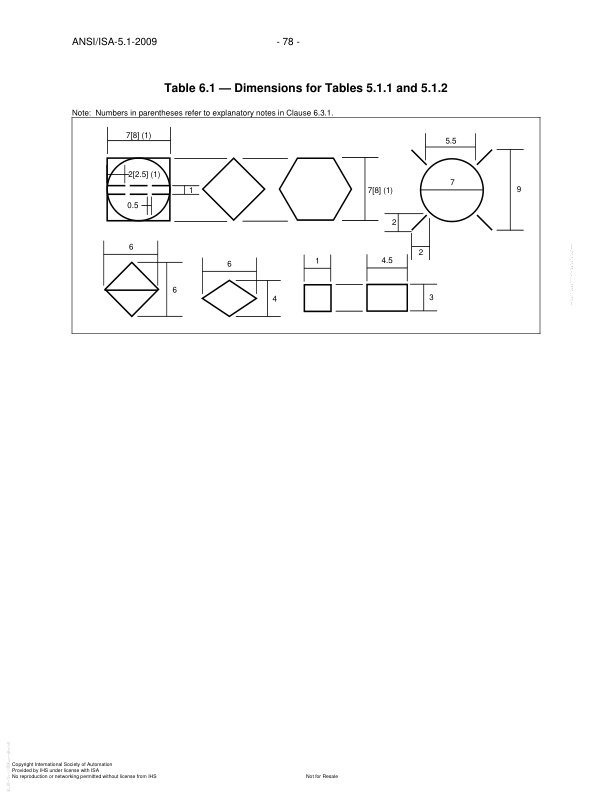 ANSI/ISA-5.1-2009 - 78 -
Table 6.1 — Dimensions for Tables 5.1.1 and 5.1.2
Note: Numbers in parentheses refer to explanatory notes in Clause 6.3.1.
7[8] (1)
5.5
2[2.5] (1)
7
1
7[8] (1)
9
0.5
2
2
6
6
1
4.5
6
4
3
Copyright International Society of Automation
Provided by IHS under license with ISA
No reproduction or networking permitted without license from IHS Not for Resale